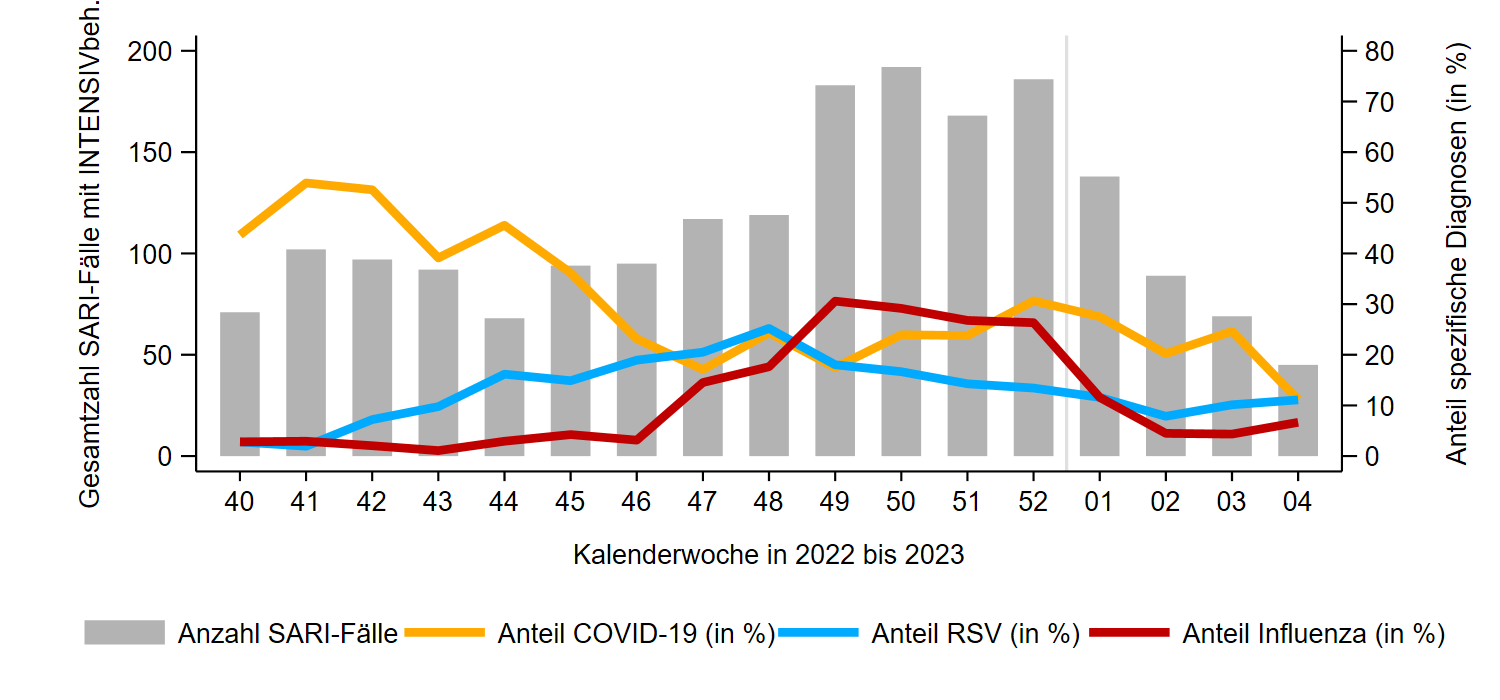 Gesamtzahl SARI-Fälle mit INTENSIVbeh.
200
150
100
50
0
80
70
60
50
40
30
20
10
0
Anteil spezifische Diagnosen (in %)
40 41 42 43 44 45 46 47 48 49 50 51 52 01 02 03 04
Kalenderwoche in 2022 bis 2023
Anzahl SARI-Fälle Anteil COVID-19 (in %) Anteil RSV (in %) Anteil Influenza (in %)